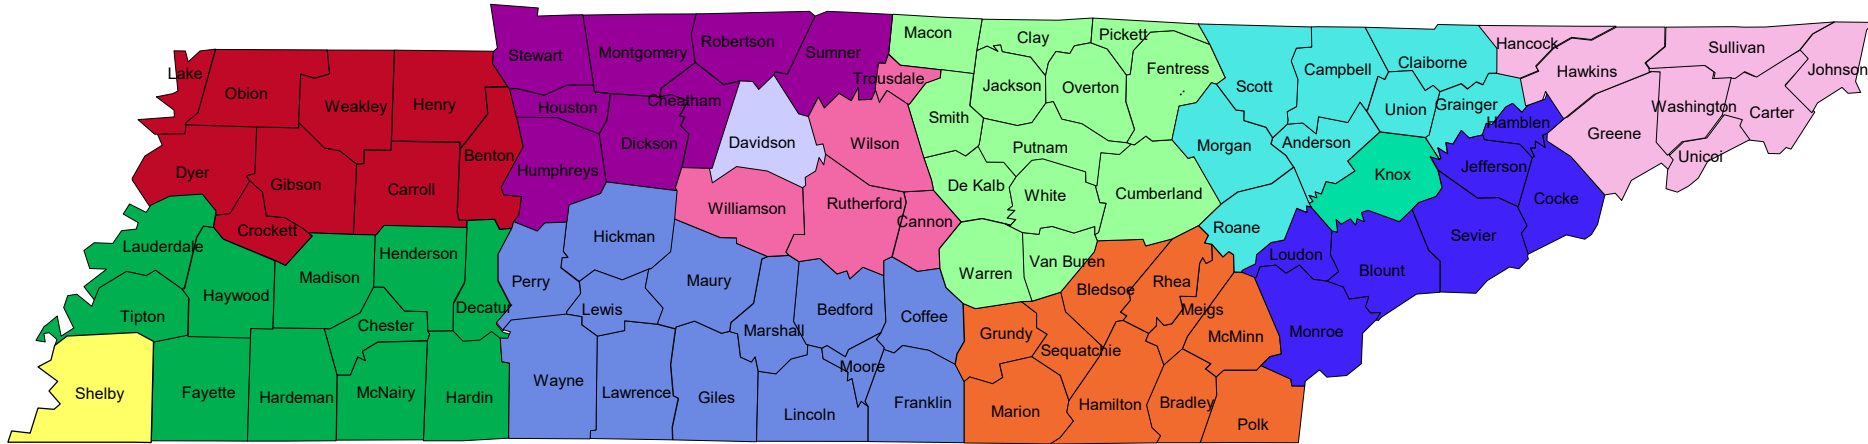 Lake
Obion
Weakley
Henry
Stewart
Montgomery
Robertson
Sumner
Macon
Clay
Pickett
Trousdale
Jackson
Overton
Fentress
Scott
Campbell
Claiborne
Hancock
Hawkins
Sullivan
Johnson
Houston
Cheatham
Smith
Union
Grainger
Washington
Carter
Hamblen
Greene
Unicoi
Dyer
Gibson
Carroll
Benton
Humphreys
Dickson
Davidson
Wilson
Putnam
Morgan
Anderson
Knox
Jefferson
Cocke
Crockett
Williamson
Rutherford
Cannon
De Kalb
White
Cumberland
Roane
Loudon
Sevier
Lauderdale
Haywood
Madison
Henderson
Decatur
Perry
Hickman
Maury
Warren
Van Buren
Bledsoe
Rhea
Meigs
Blount
Tipton
Chester
Lewis
Marshall
Bedford
Coffee
Grundy
Sequatchie
McMinn
Monroe
Shelby
Fayette
Hardeman
McNairy
Hardin
Wayne
Lawrence
Giles
Lincoln
Moore
Franklin
Marion
Hamilton
Bradley
Polk